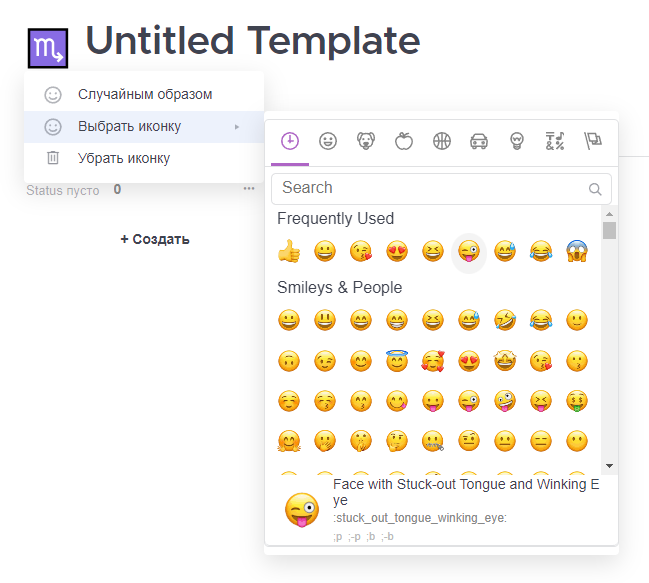 Untitled Template
Случайным образом
Выбрать иконку
Убрать иконку
Status пусто 0
+ Создать
Search
Frequently Used
Smileys & People
Face with Stuck-out Tongue and Winking E
ye
:stuck_out_tongue_winking_eye:
;p ;-p ;b ;-b